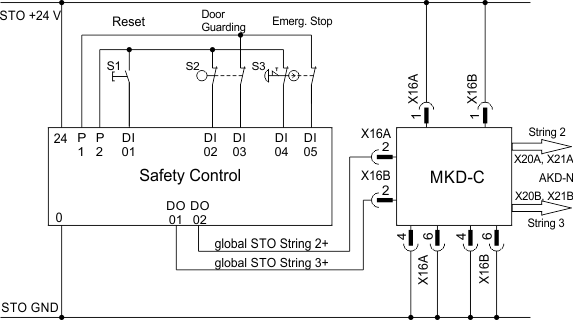 STO +24 V
Reset
Door
Guarding
Emerg. Stop
S1
S2
S3
X16A
X16B
1
1
24
P
1
P
2
DI
01
DI
02
DI
03
DI
04
DI
05
X16A
2
X16B
2
String 2
X20A, X21A
AKD-N
X20B, X21B
String 3
Safety Control
MKD-C
0
DO
01
DO
02
global STO String 2+
global STO String 3+
4
6
4
6
X16A
X16B
STO GND